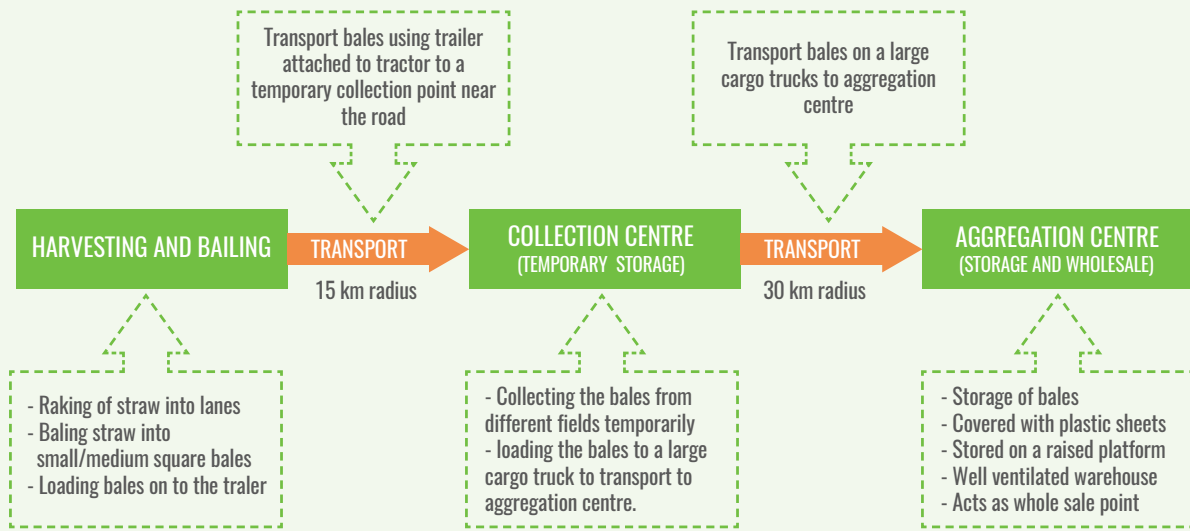 Transport bales using trailer
attached to tractor to a
temporary collection point near
the road
Transport bales on a large
cargo trucks to aggregation
centre
HARVESTING AND BAILING
TRANSPORT
15 km radius
COLLECTION CENTRE
(TEMPORARY STORAGE)
TRANSPORT
30 km radius
AGGREGATION CENTRE
(STORAGE AND WHOLESALE)
- Raking of straw into lanes
- Baling straw into
small/medium square bales
- Loading bales on to the traler
- Collecting the bales from
different fields temporarily
- loading the bales to a large
cargo truck to transport to
aggregation centre.
- Storage of bales
- Covered with plastic sheets
- Stored on a raised platform
- Well ventilated warehouse
- Acts as whole sale point